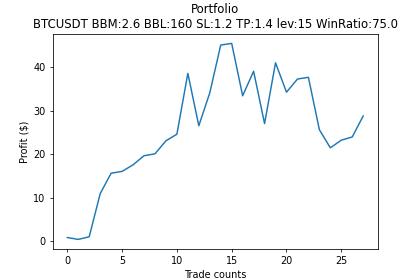 Portfolio
BTCUSDT BBM:2.6 BBL:160 SL:1.2 TP:1.4 lev:15 WinRatio:75.0
40
30
20
10
0
Profit ($)
0 5 10 15 20 25
Trade counts